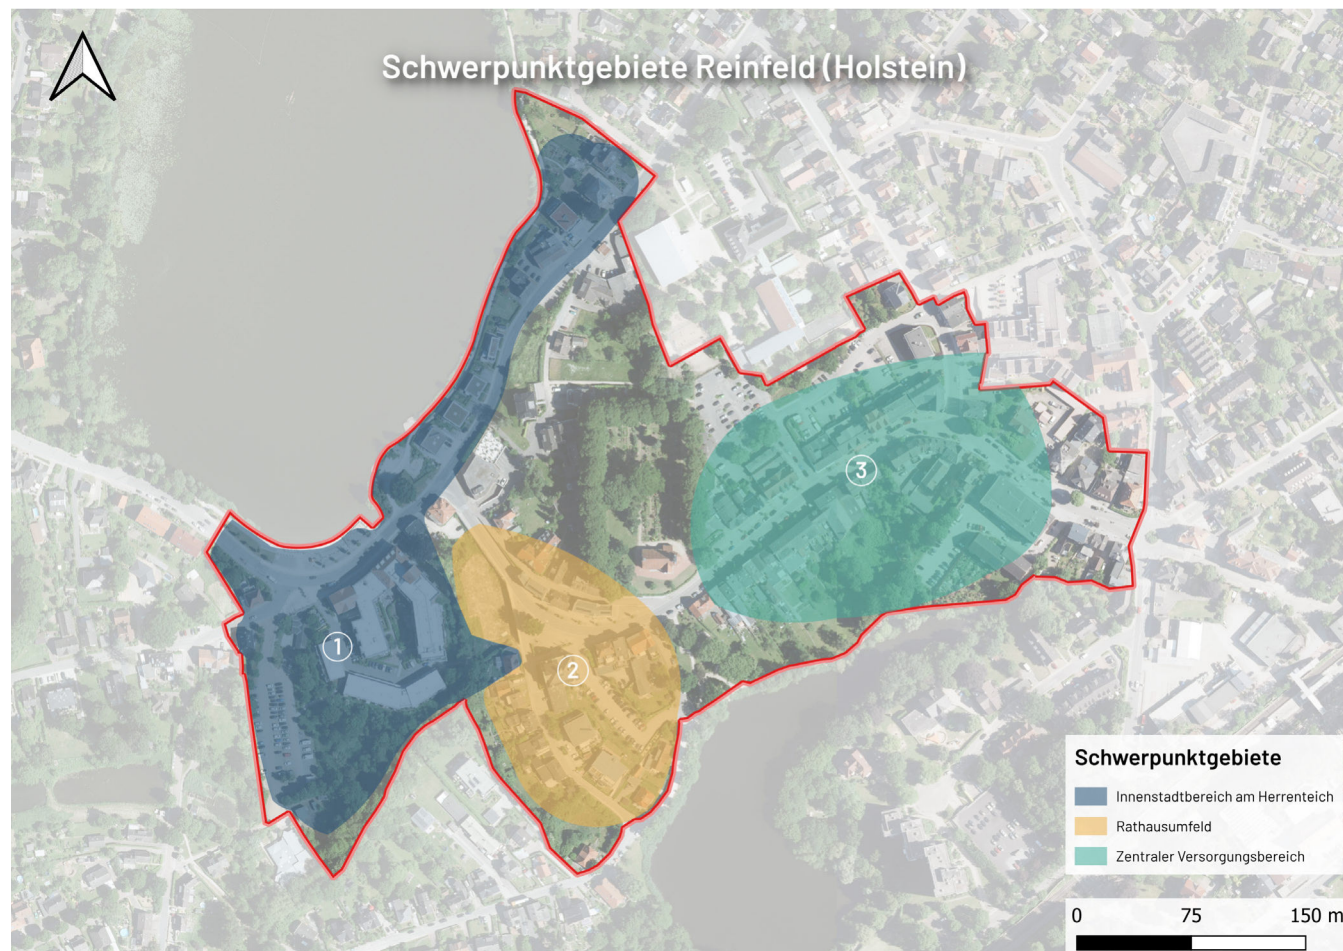 Schwerpunktgebiete Reinfeld (Holstein)
3
1
2
Schwerpunktgebiete
Innenstadtbereich am Herrenteich
Rathausumfeld
Zentraler Versorgungsbereich
0 75 150 m